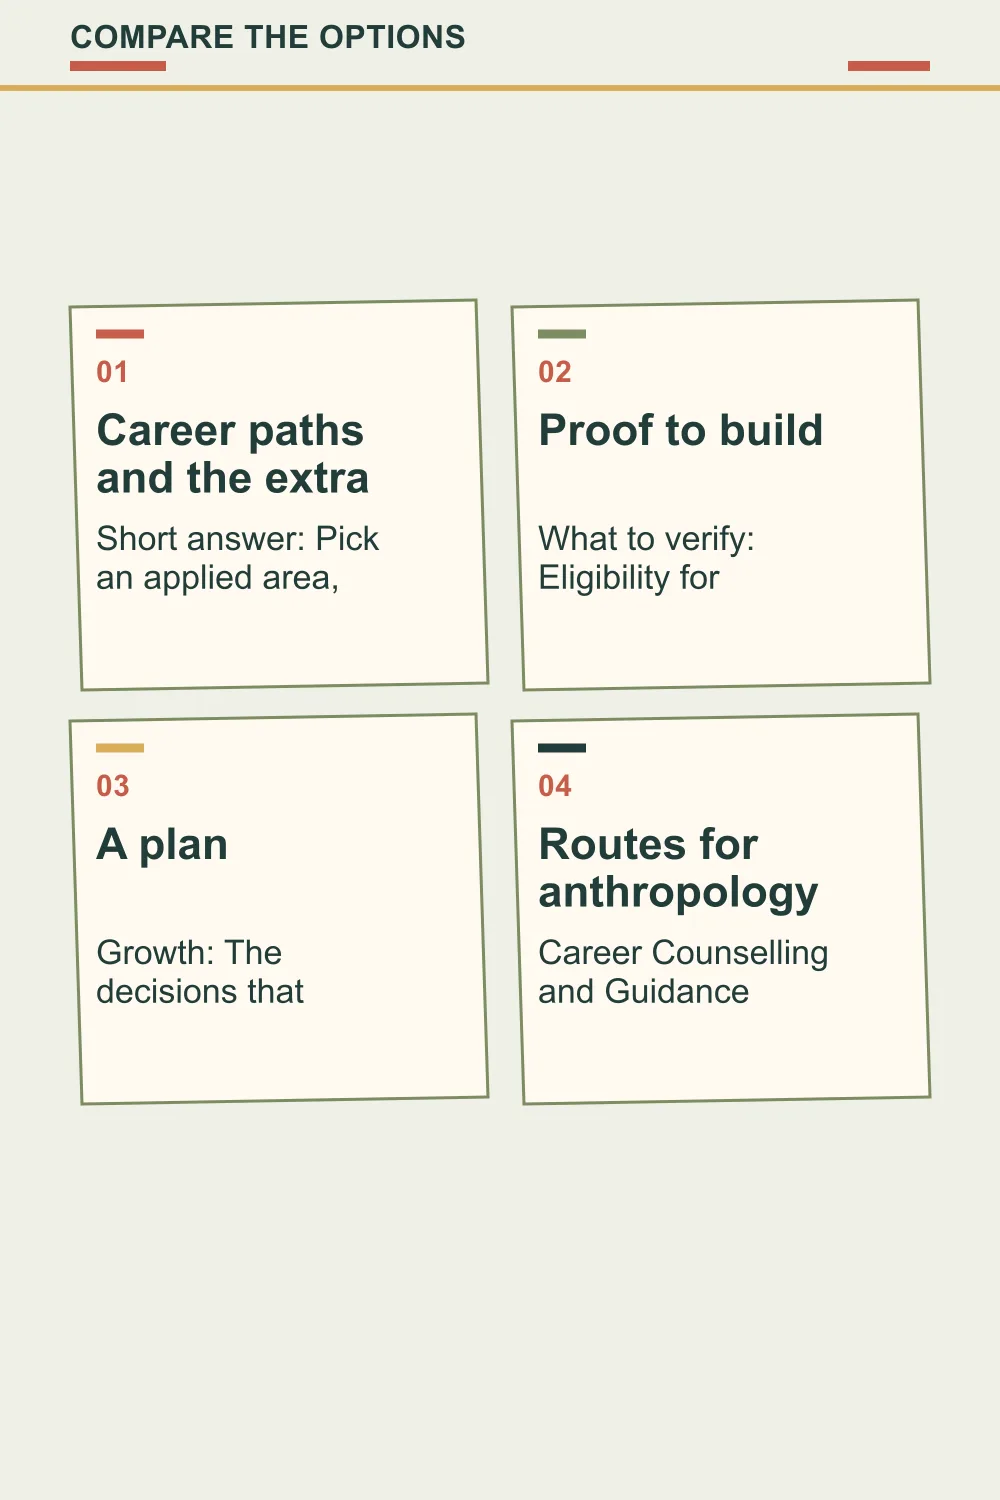 COMPARE THE OPTIONS
01
Career paths
and the extra
Short answer: Pick
an applied area,
02
Proof to build
What to verify:
Eligibility for
03
A plan
Growth: The
decisions that
04
Routes for
anthropology
Career Counselling
and Guidance